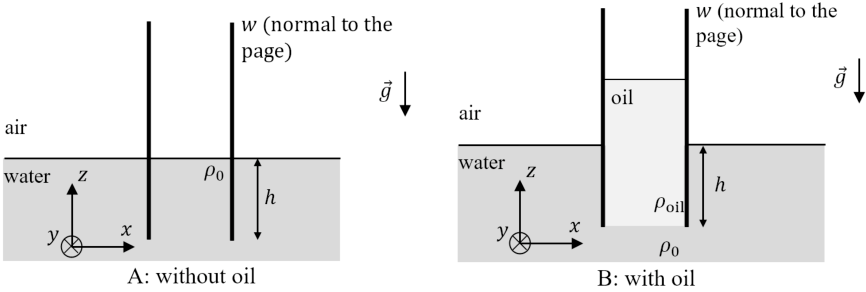 w (normal to the
page)
g⃗
air
water
z
ρ₀
h
y
x
A: without oil
w (normal to the
page)
g⃗
oil
air
water
z
h
ρoil
y
x
ρ₀
B: with oil